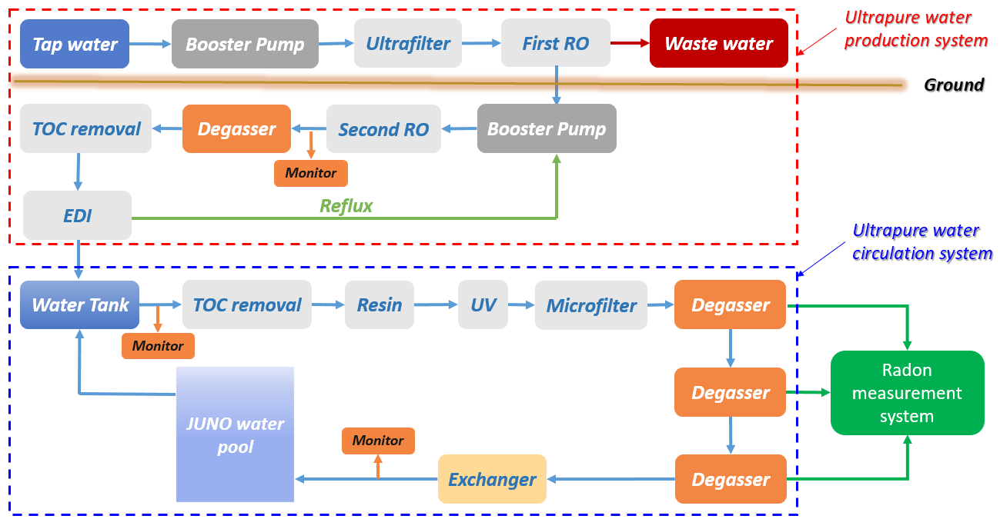 Tap water
Booster Pump
Ultrafilter
First RO
Waste water
Ultrapure water
production system
Ground
TOC removal
Degasser
Second RO
Booster Pump
Monitor
EDI
Reflux
Ultrapure water
circulation system
Water Tank
TOC removal
Resin
UV
Microfilter
Degasser
Monitor
Radon
measurement
system
Degasser
JUNO water
pool
Monitor
Exchanger
Degasser